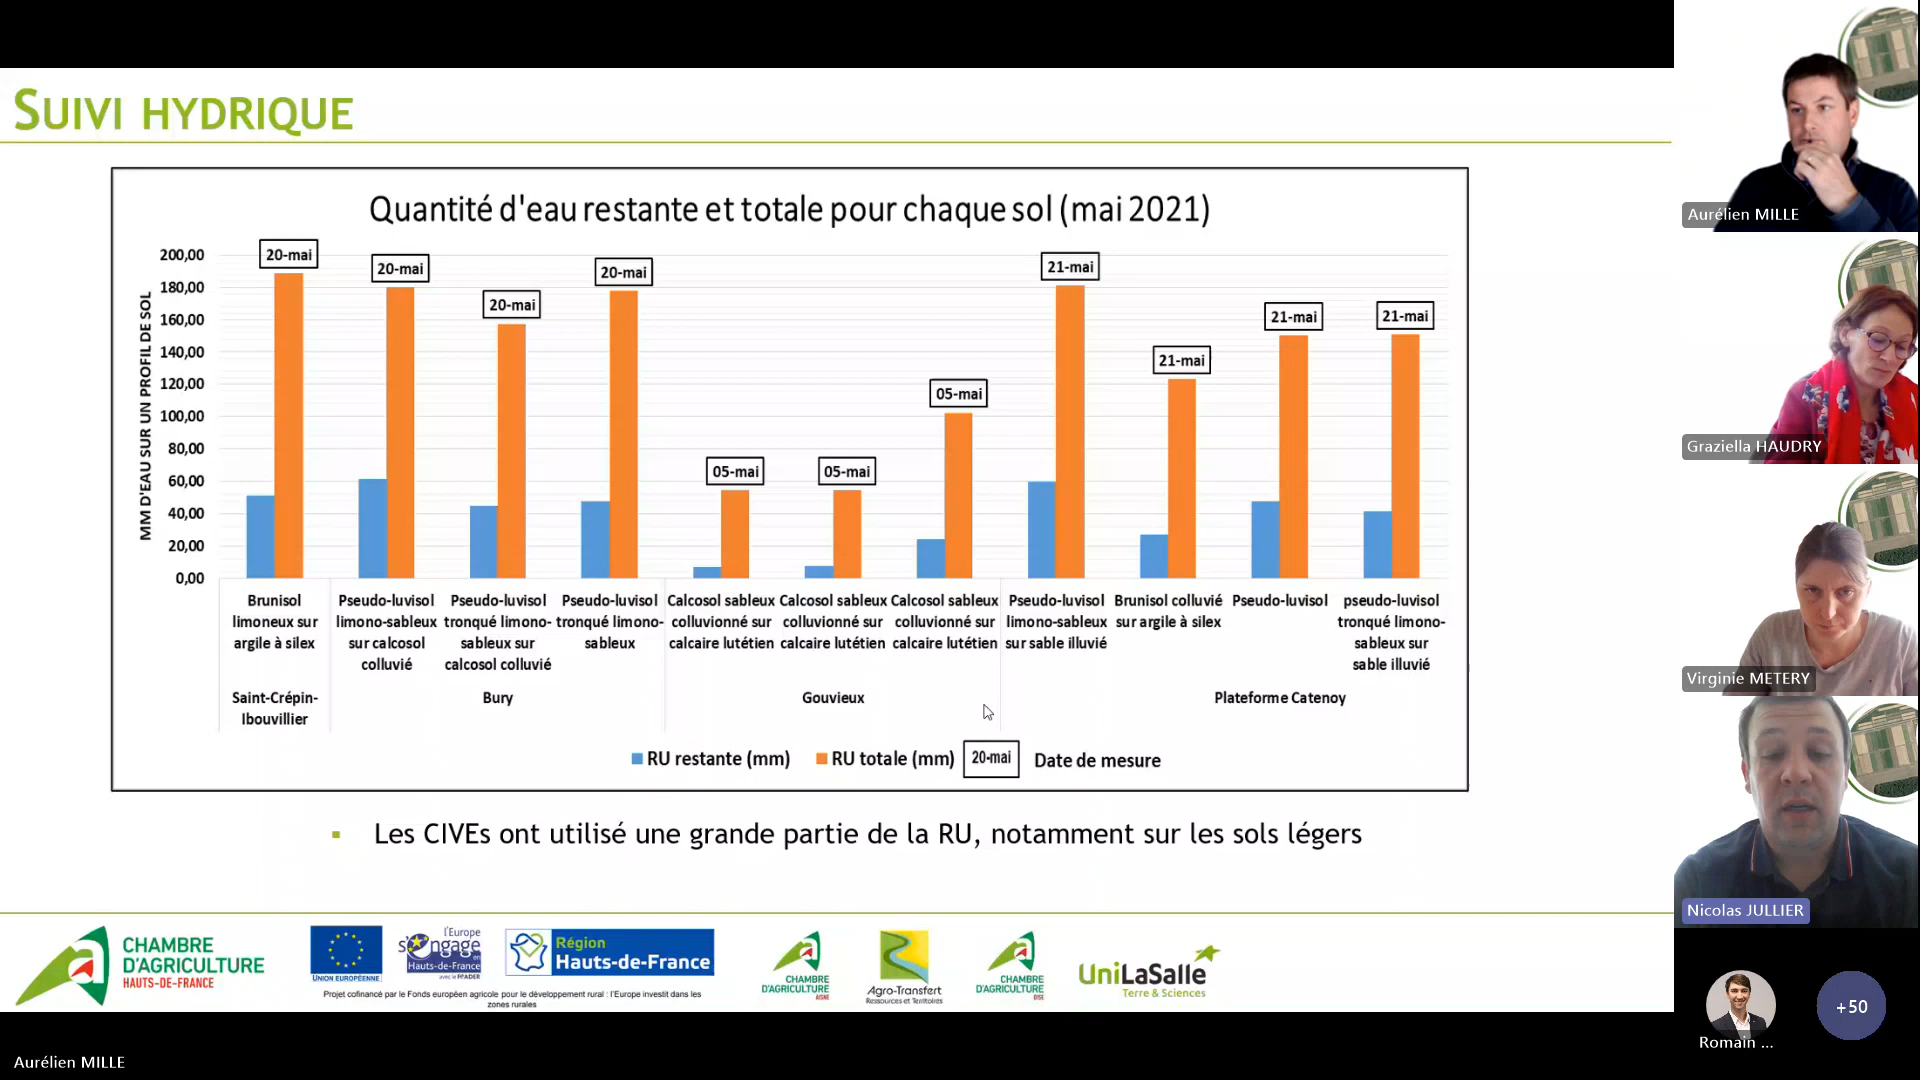 SUIVI HYDRIQUE
Quantité d'eau restante et totale pour chaque sol (mai 2021)
MM D'EAU SUR UN PROFIL DE SOL
200,00
180,00
160,00
140,00
120,00
100,00
80,00
60,00
40,00
20,00
0,00
20-mai
20-mai
20-mai
20-mai
05-mai
05-mai
05-mai
21-mai
21-mai
21-mai
21-mai
Brunisol
limoneux sur
argile à silex
Pseudo-luvisol
limono-sableux
sur calcosol
colluvié
Pseudo-luvisol
tronqué limono-
sableux sur
calcosol colluvié
Pseudo-luvisol
tronqué limono-
sableux
Calcosol sableux
colluvionné sur
calcaire lutétien
Calcosol sableux
colluvionné sur
calcaire lutétien
Calcosol sableux
colluvionné sur
calcaire lutétien
Pseudo-luvisol
limono-sableux
sur sable illuvié
Brunisol colluvié
sur argile à silex
Pseudo-luvisol
pseudo-luvisol
tronqué limono-
sableux sur
sable illuvié
Saint-Crépin-
Ibouvillier
Bury
Gouvieux
Plateforme Catenoy
RU restante (mm)
RU totale (mm)
20-mai
Date de mesure
Les CIVEs ont utilisé une grande partie de la RU, notamment sur les sols légers
CHAMBRE
D'AGRICULTURE
HAUTS-DE-FRANCE
UNION EUROPÉENNE
l'Europe
s'engage
en
Hauts-de-France
avec le FEADER
Région
Hauts-de-France
Projet cofinancé par le Fonds européen agricole pour le développement rural : l'Europe investit dans les
zones rurales
CHAMBRE
D'AGRICULTURE
AISNE
Agro-Transfert
Ressources et Territoires
CHAMBRE
D'AGRICULTURE
OISE
UniLaSalle
Terre & Sciences
Aurélien MILLE
Graziella HAUDRY
Virginie METERY
Nicolas JULLIER
Romain ...
+50
Aurélien MILLE